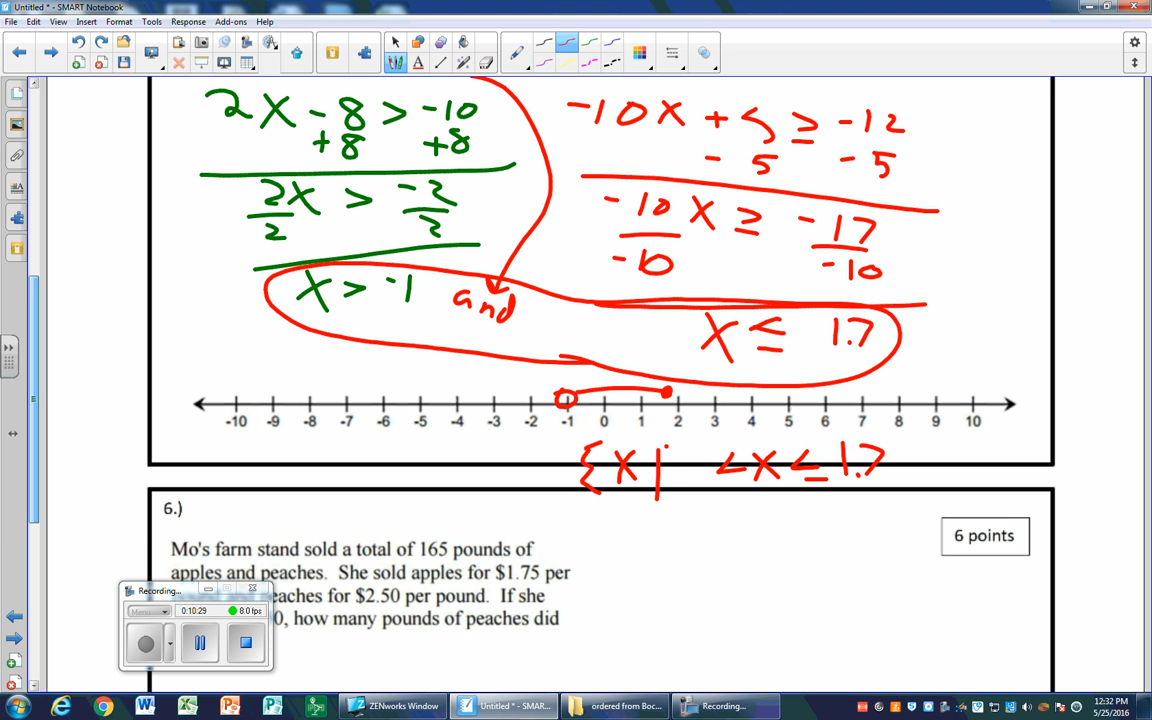 Untitled * - SMART Notebook
File Edit View Insert Format Tools Response Add-ons Help
2x - 8 > -10
+8 +8
2x > -2
2 2
x > -1
and
-10x + 5 ≥ -12
- 5 - 5
-10x ≥ -17
-10 -10
x ≤ 1.7
-10 -9 -8 -7 -6 -5 -4 -3 -2 -1 0 1 2 3 4 5 6 7 8 9 10
{x| < x ≤ 1.7
6.)
6 points
Mo's farm stand sold a total of 165 pounds of
apples and peaches. She sold apples for $1.75 per
peaches for $2.50 per pound. If she
0, how many pounds of peaches did
Recording...
Menu 0:10:29 8.0 fps
ZENworks Window
Untitled * - SMAR...
ordered from Boc...
Recording...
12:32 PM
5/25/2016